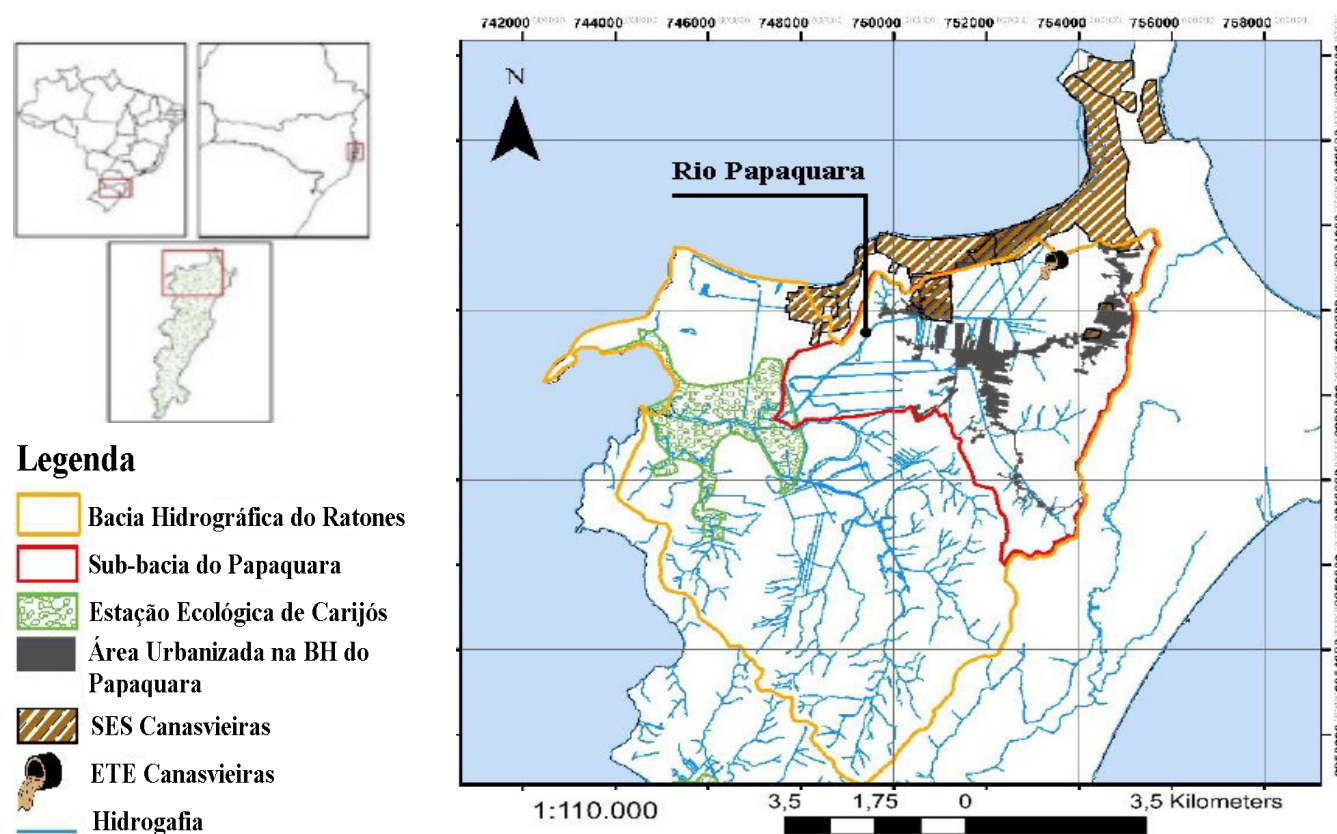 742000 744000 746000 748000 750000 752000 754000 756000 758000
N
Rio Papaquara
Legenda
Bacia Hidrográfica do Ratones
Sub-bacia do Papaquara
Estação Ecológica de Carijós
Área Urbanizada na BH do
Papaquara
SES Canasvieiras
ETE Canasvieiras
Hidrogafia
1:110.000
3,5 1,75 0 3,5 Kilometers